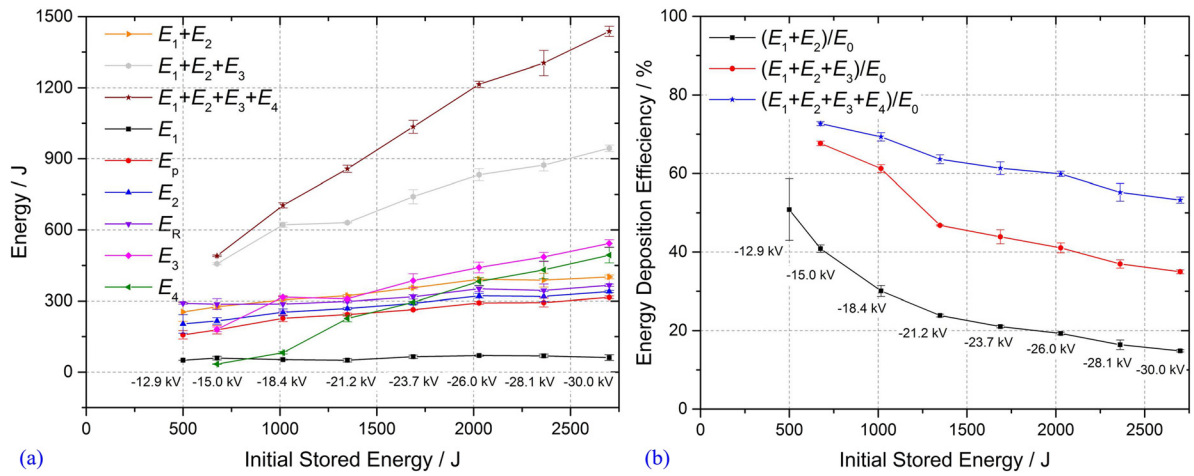 1500
1200
900
600
300
0
Energy / J
E1+E2
E1+E2+E3
E1+E2+E3+E4
E1
Ep
E2
ER
E3
E4
-12.9 kV
-15.0 kV
-18.4 kV
-21.2 kV
-23.7 kV
-26.0 kV
-28.1 kV
-30.0 kV
0
500
1000
1500
2000
2500
Initial Stored Energy / J
(a)
100
80
60
40
20
0
Energy Deposition Effieciency / %
(E1+E2)/E0
(E1+E2+E3)/E0
(E1+E2+E3+E4)/E0
-12.9 kV
-15.0 kV
-18.4 kV
-21.2 kV
-23.7 kV
-26.0 kV
-28.1 kV
-30.0 kV
0
500
1000
1500
2000
2500
Initial Stored Energy / J
(b)